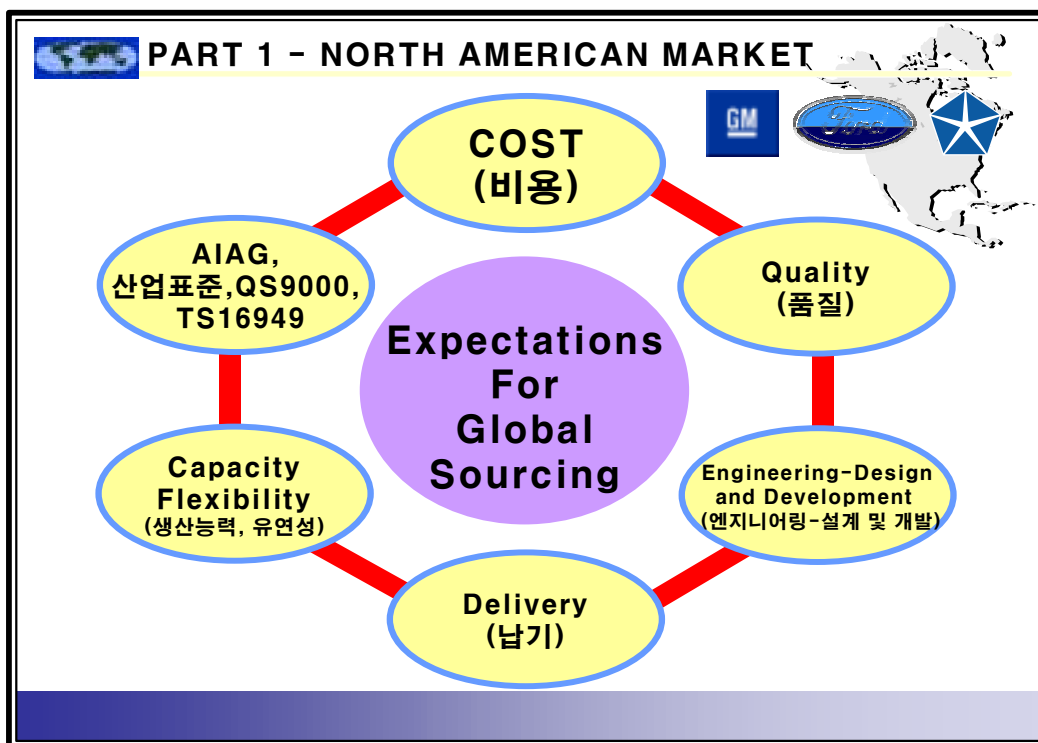 PART 1 - NORTH AMERICAN MARKET
GM
Ford
COST
(비용)
AIAG,
산업표준,QS9000,
TS16949
Quality
(품질)
Expectations
For
Global
Sourcing
Capacity
Flexibility
(생산능력, 유연성)
Engineering-Design
and Development
(엔지니어링-설계 및 개발)
Delivery
(납기)